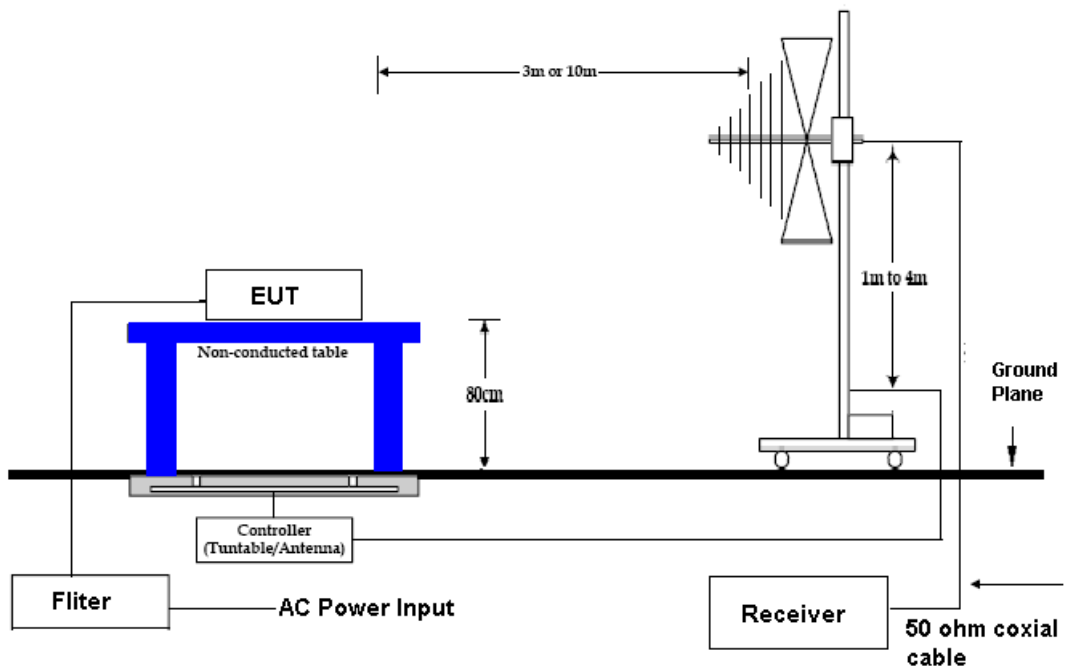 3m or 10m
EUT
Non-conducted table
80cm
1m to 4m
Ground
Plane
Controller
(Tuntable/Antenna)
Fliter
AC Power Input
Receiver
50 ohm coxial
cable